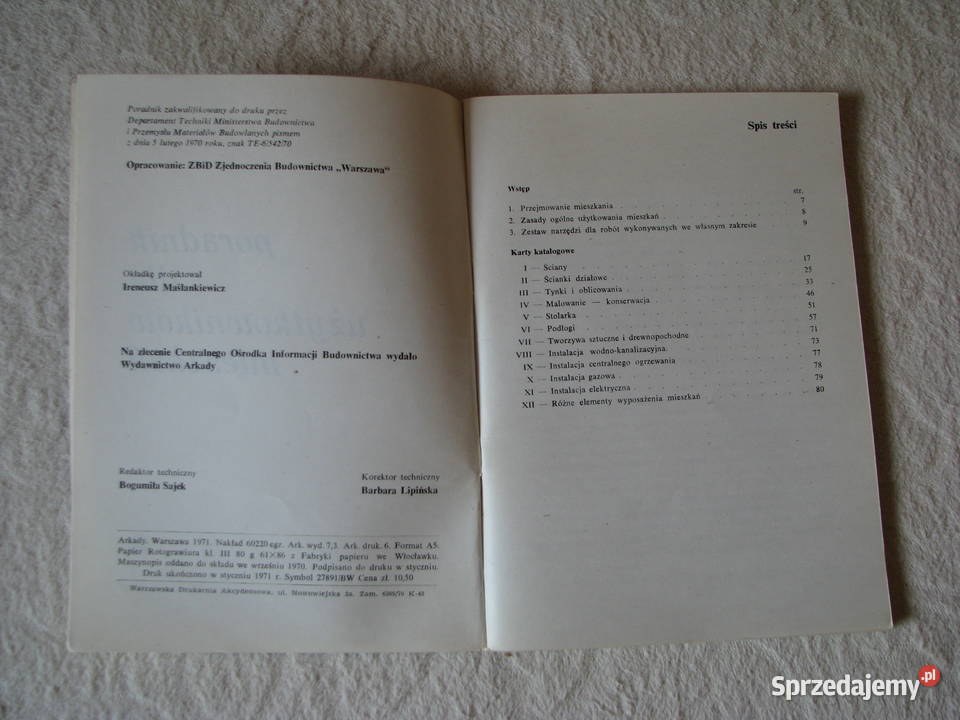 Poradnik zakwalifikowany do druku przez
Departament Techniki Ministerstwa Budownictwa
i Przemysłu Materiałów Budowlanych pismem
z dnia 5 lutego 1970 roku, znak TE-6/542/70
Opracowanie: ZBiD Zjednoczenia Budownictwa „Warszawa”
Okładkę projektował
Ireneusz Maślankiewicz
Na zlecenie Centralnego Ośrodka Informacji Budownictwa wydało
Wydawnictwo Arkady
Redaktor techniczny
Bogumiła Sajek
Korektor techniczny
Barbara Lipińska
Arkady. Warszawa 1971. Nakład 60220 egz. Ark. wyd. 7,3. Ark. druk. 6. Format A5.
Papier Rotograwiura kl. III 80 g 61×86 z Fabryki papieru we Włocławku.
Maszynopis oddano do składu we wrześniu 1970. Podpisano do druku w styczniu.
Druk ukończono w styczniu 1971 r. Symbol 27891/BW Cena zł. 10,50
Warszawska Drukarnia Akcydensowa, ul. Nowowiejska Zam. K-63
Spis treści
str.
Wstęp
1. Przejmowanie mieszkania 7
2. Zasady ogólne użytkowania mieszkań 8
3. Zestaw narzędzi dla robót wykonywanych we własnym zakresie 9
Karty katalogowe
I — Ściany 17
II — Ścianki działowe 25
III — Tynki i oblicowania 33
IV — Malowanie — konserwacja 46
V — Stolarka 51
VI — Podłogi 57
VII — Tworzywa sztuczne i drewnopochodne 71
VIII — Instalacja wodno-kanalizacyjna 73
IX — Instalacja centralnego ogrzewania 77
X — Instalacja gazowa 78
XI — Instalacja elektryczna 79
XII — Różne elementy wyposażenia mieszkań 80
Sprzedajemy.pl